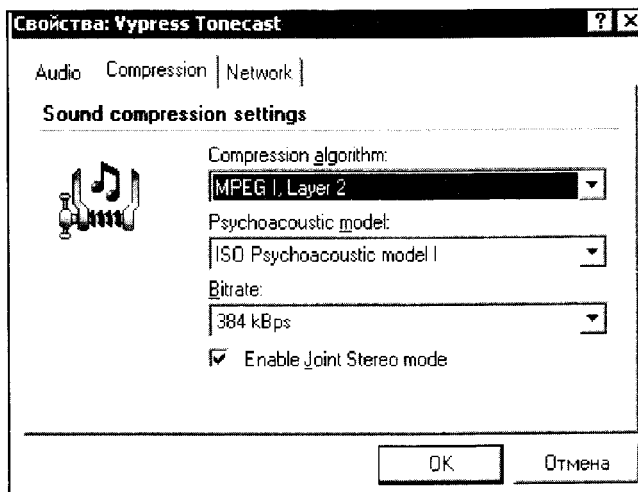 Свойства: Vypress Tonecast
Audio Compression Network
Sound compression settings
Compression algorithm:
MPEG I, Layer 2
Psychoacoustic model:
ISO Psychoacoustic model I
Bitrate:
384 kBps
Enable Joint Stereo mode
OK Отмена